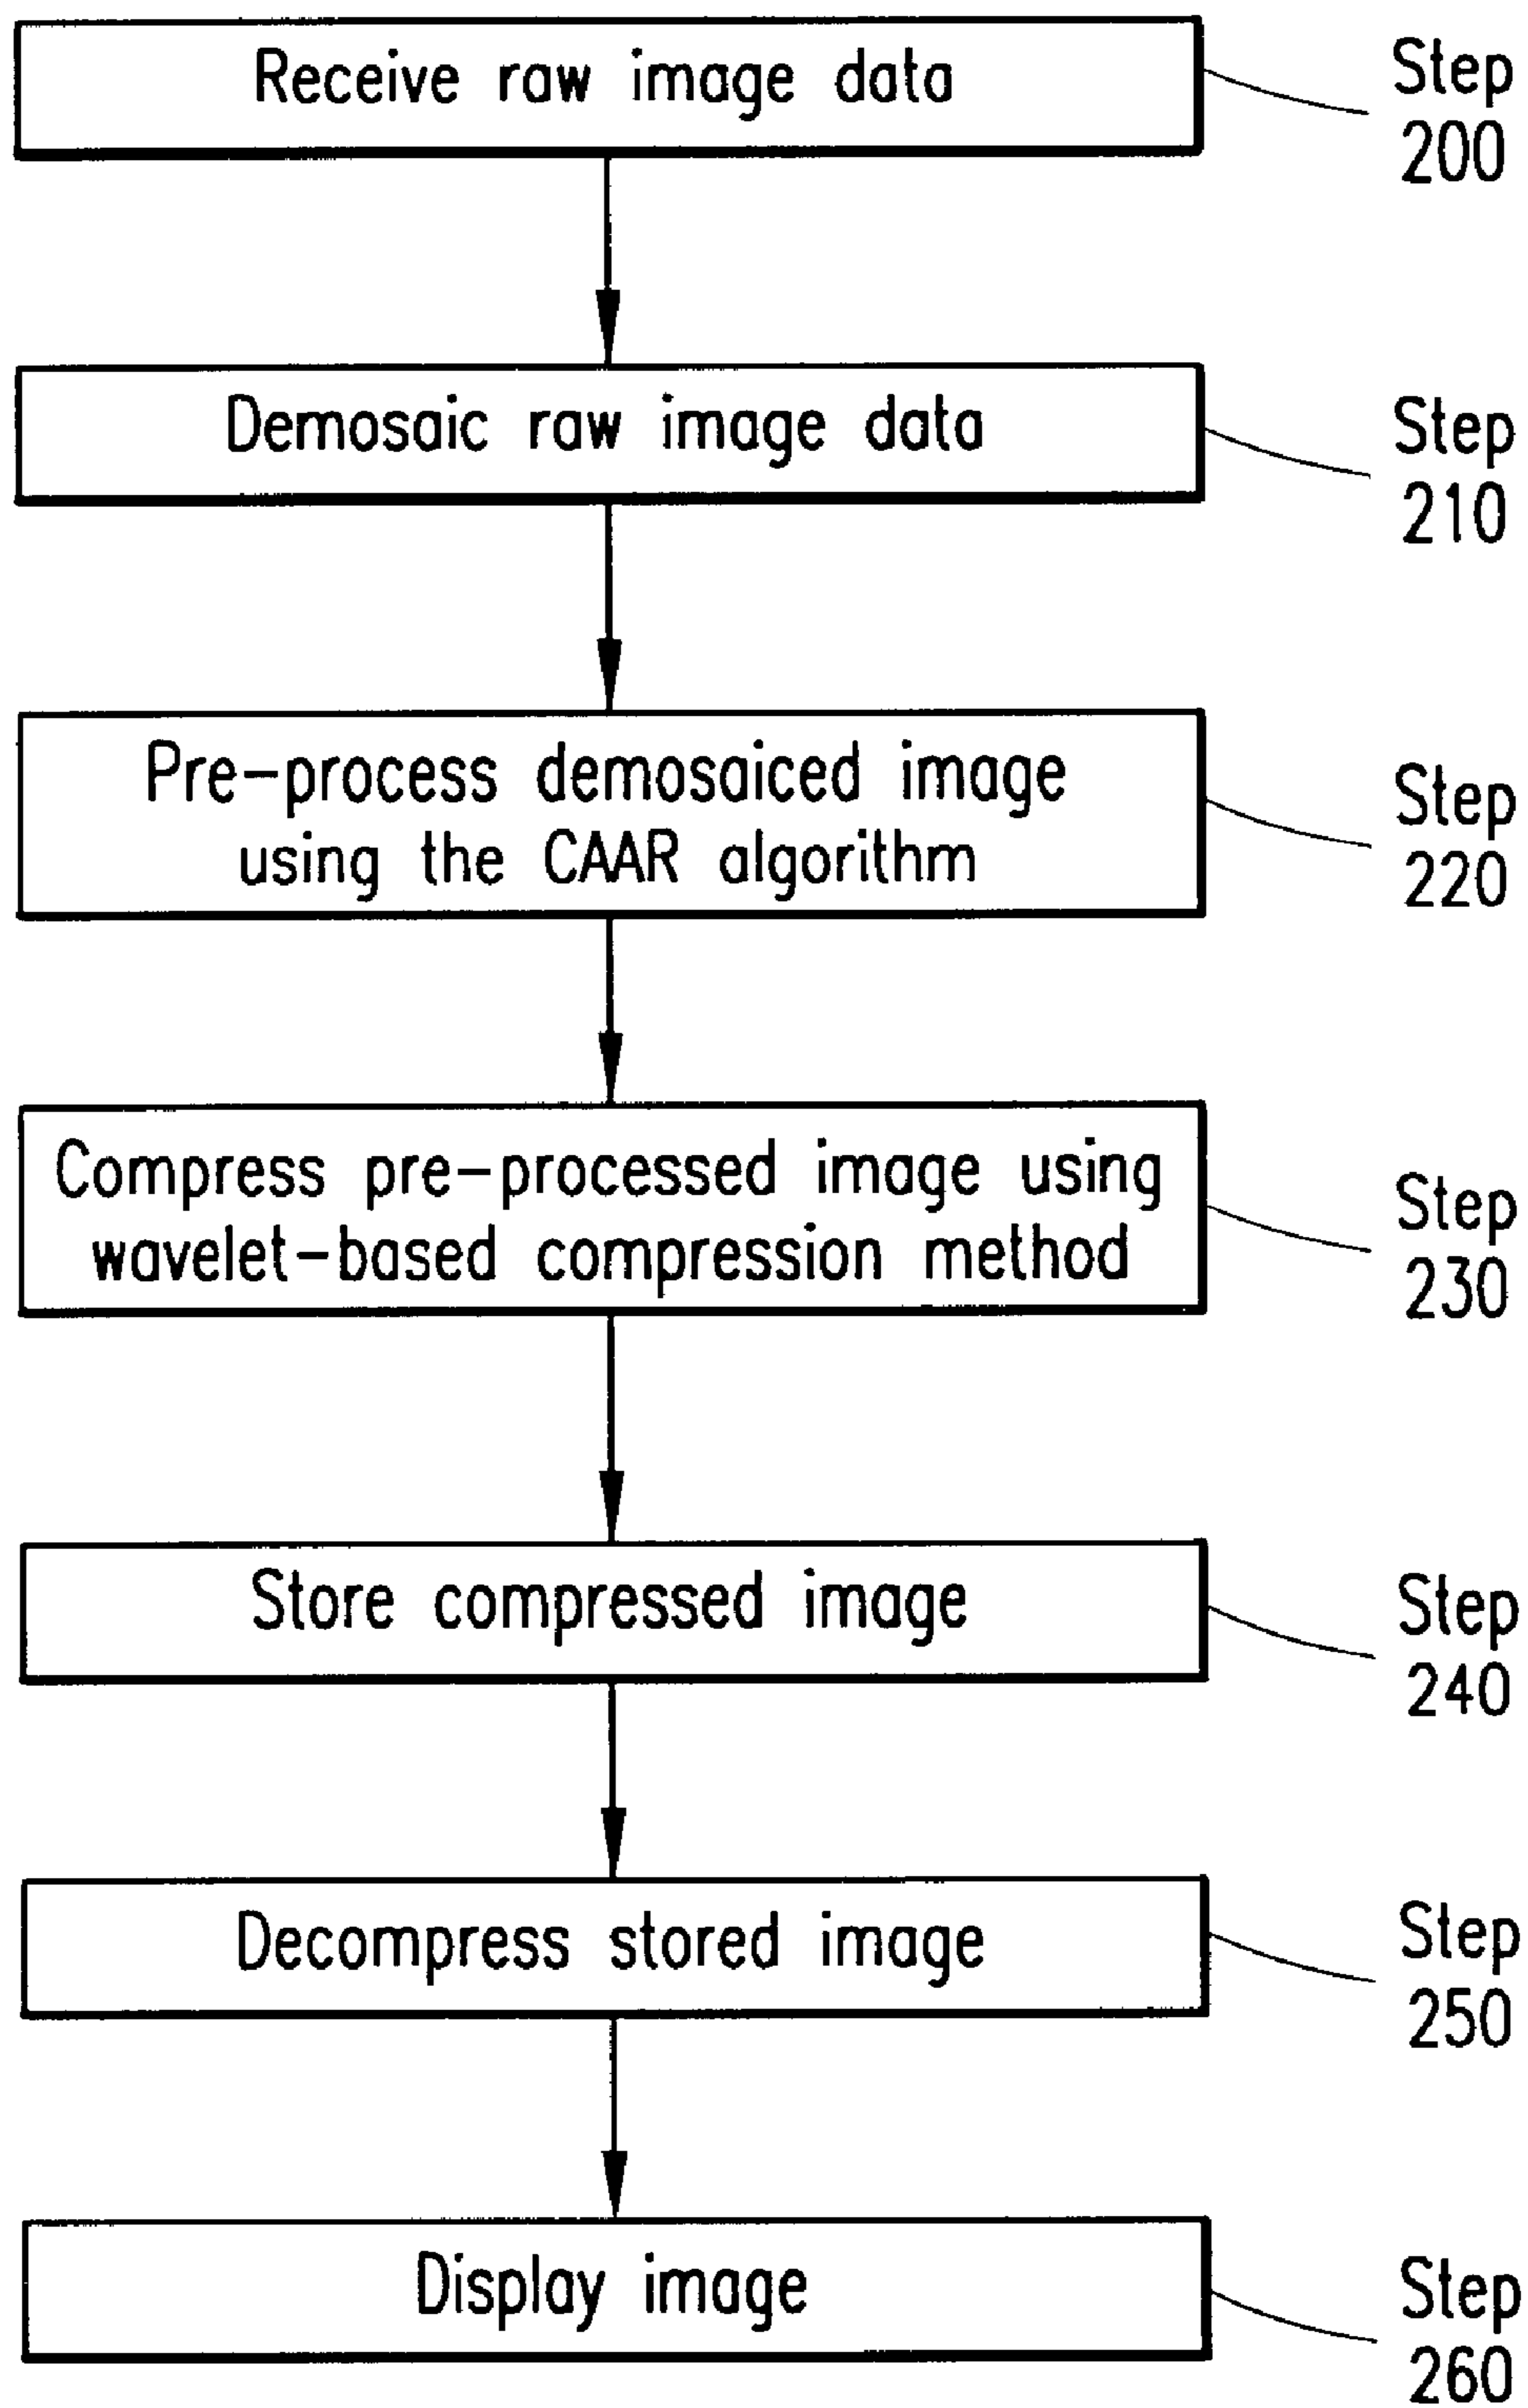 Receive raw image data
Step
200
Demosaic raw image data
Step
210
Pre-process demosaiced image
using the CAAR algorithm
Step
220
Compress pre-processed image using
wavelet-based compression method
Step
230
Store compressed image
Step
240
Decompress stored image
Step
250
Display image
Step
260